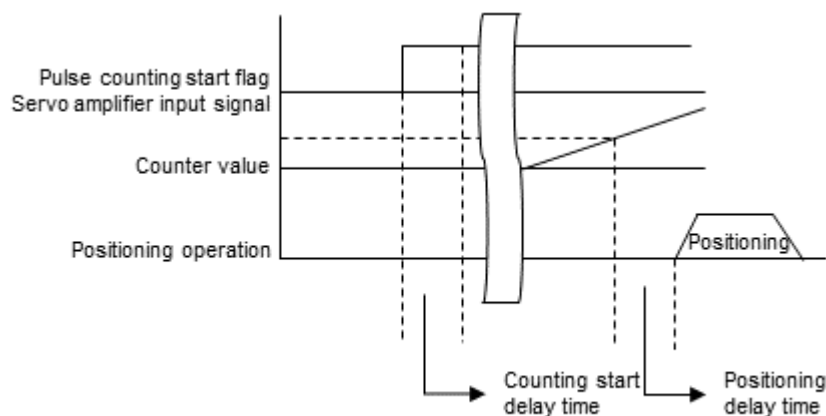 Pulse counting start flag
Servo amplifier input signal
Counter value
Positioning operation
Positioning
Counting start
delay time
Positioning
delay time